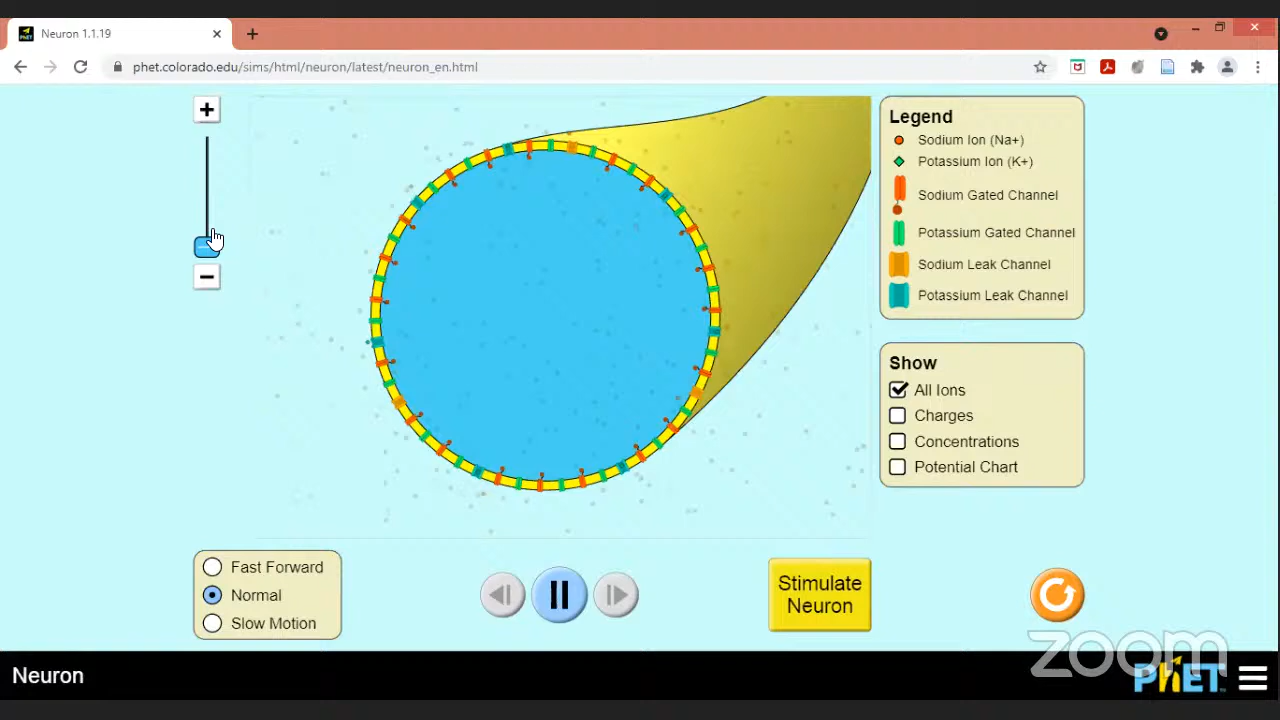 Neuron 1.1.19
phet.colorado.edu/sims/html/neuron/latest/neuron_en.html
+
Legend
Sodium Ion (Na+)
Potassium Ion (K+)
Sodium Gated Channel
Potassium Gated Channel
Sodium Leak Channel
Potassium Leak Channel
−
Show
All Ions
Charges
Concentrations
Potential Chart
Fast Forward
Normal
Slow Motion
Stimulate
Neuron
zoom
Neuron
PhET